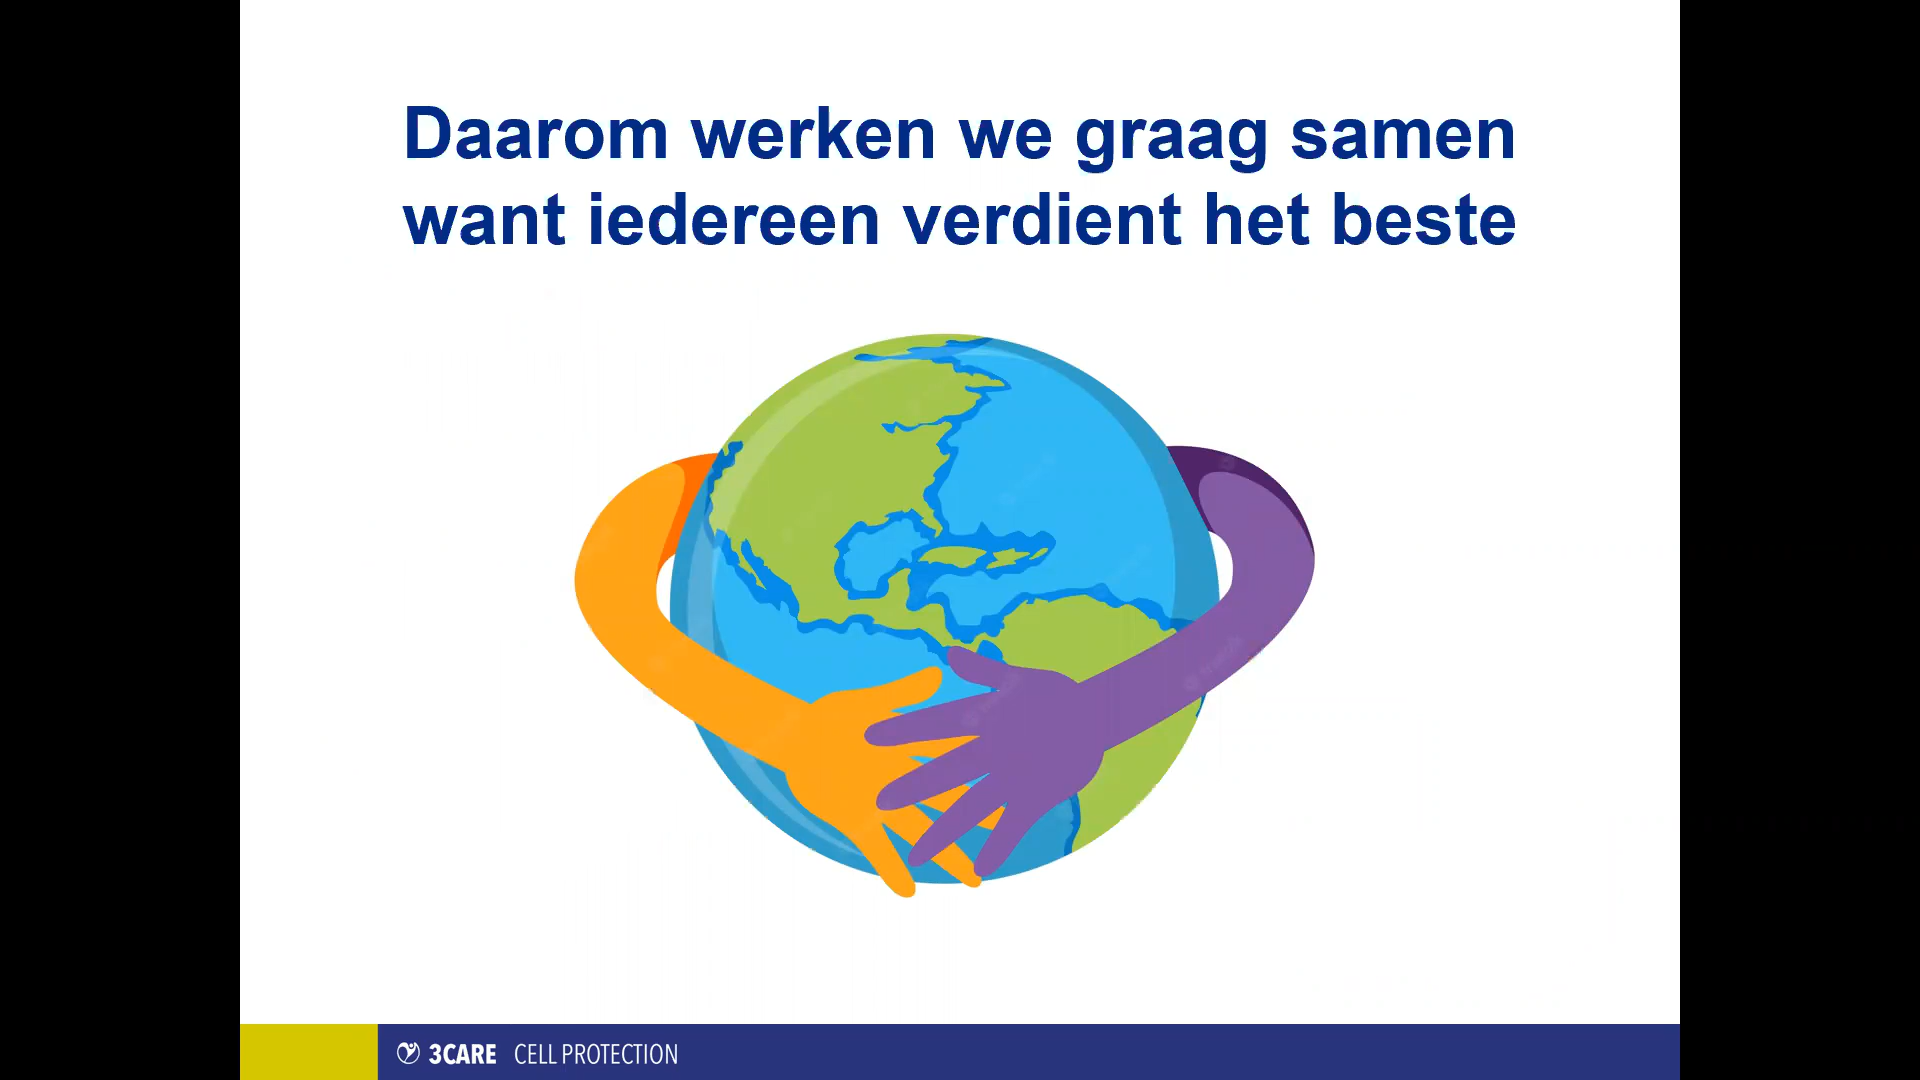 Daarom werken we graag samen
want iedereen verdient het beste
3CARE CELL PROTECTION